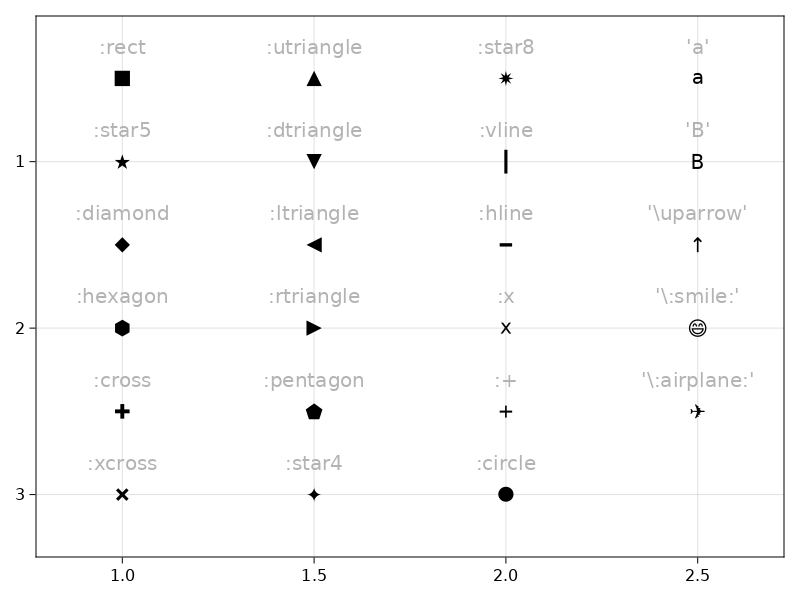 :rect :utriangle :star8 'a'
a
:star5 :dtriangle :vline 'B'
1 B
:diamond :ltriangle :hline '\uparrow'
↑
:hexagon :rtriangle :x '\:smile:'
2 x 😄
:cross :pentagon :+ '\:airplane:'
+ ✈
:xcross :star4 :circle
3
1.0 1.5 2.0 2.5